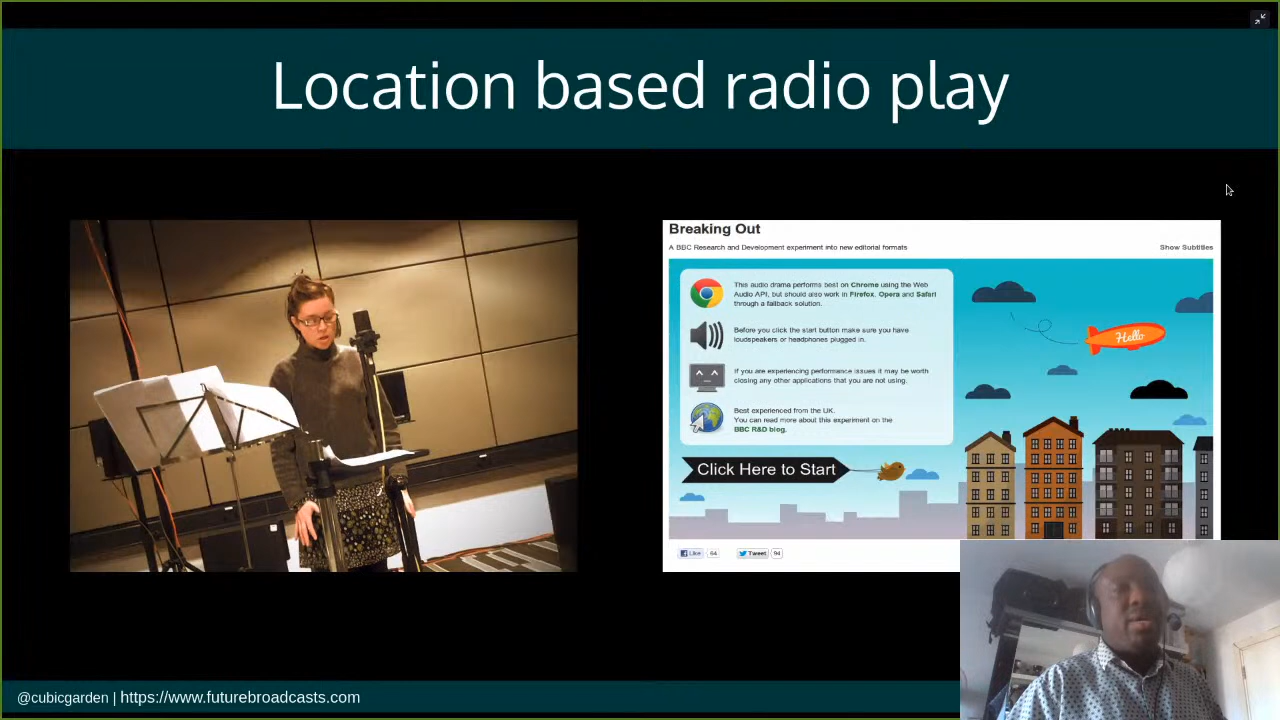 Location based radio play
Breaking Out
A BBC Research and Development experiment into new editorial formats
Show Subtitles
This audio drama performs best on Chrome using the Web
Audio API, but should also work in Firefox, Opera and Safari
through a fallback solution.
Before you click the start button make sure you have
loudspeakers or headphones plugged in.
If you are experiencing performance issues it may be worth
closing any other applications that you are not using.
Best experienced from the UK.
You can read more about this experiment on the
BBC R&D blog.
Hello
Click Here to Start
Like 64 Tweet 94
@cubicgarden | https://www.futurebroadcasts.com